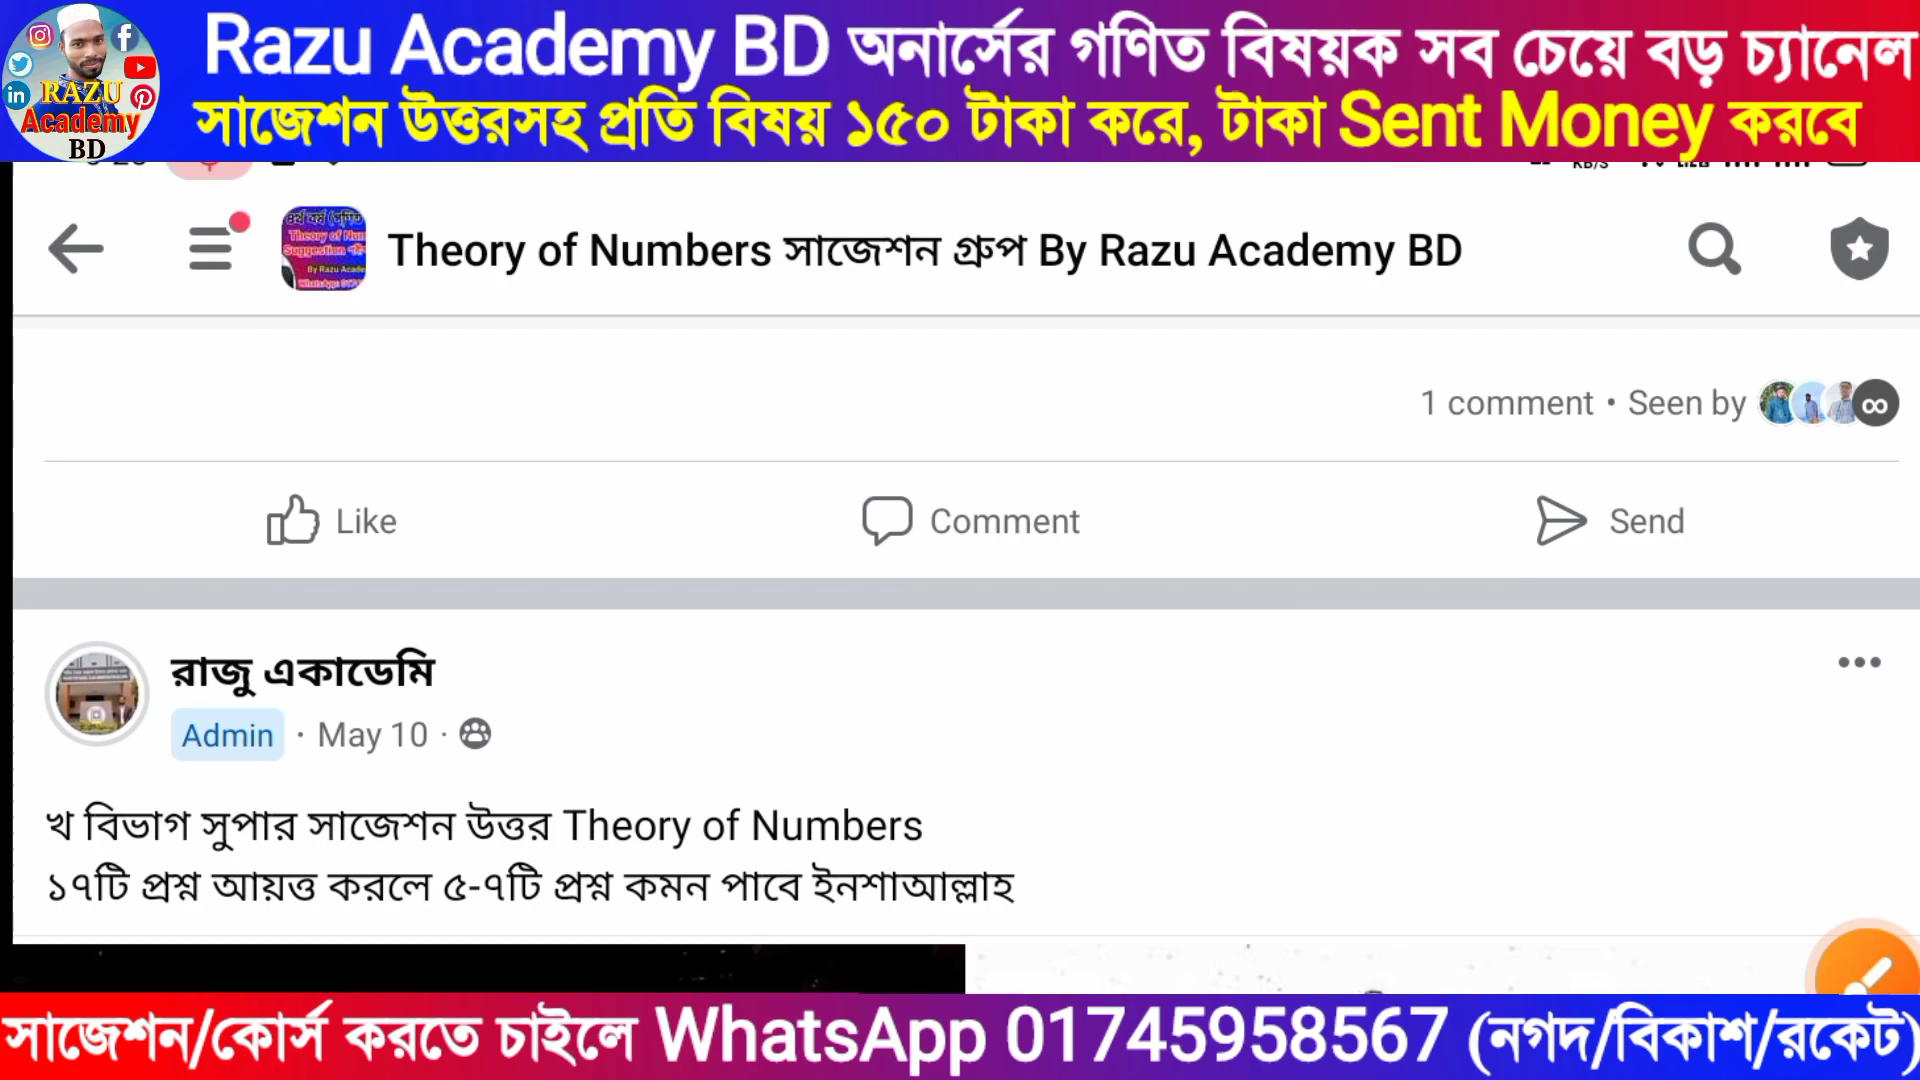 Razu Academy BD অনার্সের গণিত বিষয়ক সব চেয়ে বড় চ্যানেল
সাজেশন উত্তরসহ প্রতি বিষয় ১৫০ টাকা করে, টাকা Sent Money করবে
RAZU
Academy
BD
KB/S
Theory of Numbers সাজেশন গ্রুপ By Razu Academy BD
1 comment • Seen by
Like
Comment
Send
রাজু একাডেমি
Admin · May 10 ·
খ বিভাগ সুপার সাজেশন উত্তর Theory of Numbers
১৭টি প্রশ্ন আয়ত্ত করলে ৫-৭টি প্রশ্ন কমন পাবে ইনশাআল্লাহ
সাজেশন/কোর্স করতে চাইলে WhatsApp 01745958567 (নগদ/বিকাশ/রকেট)